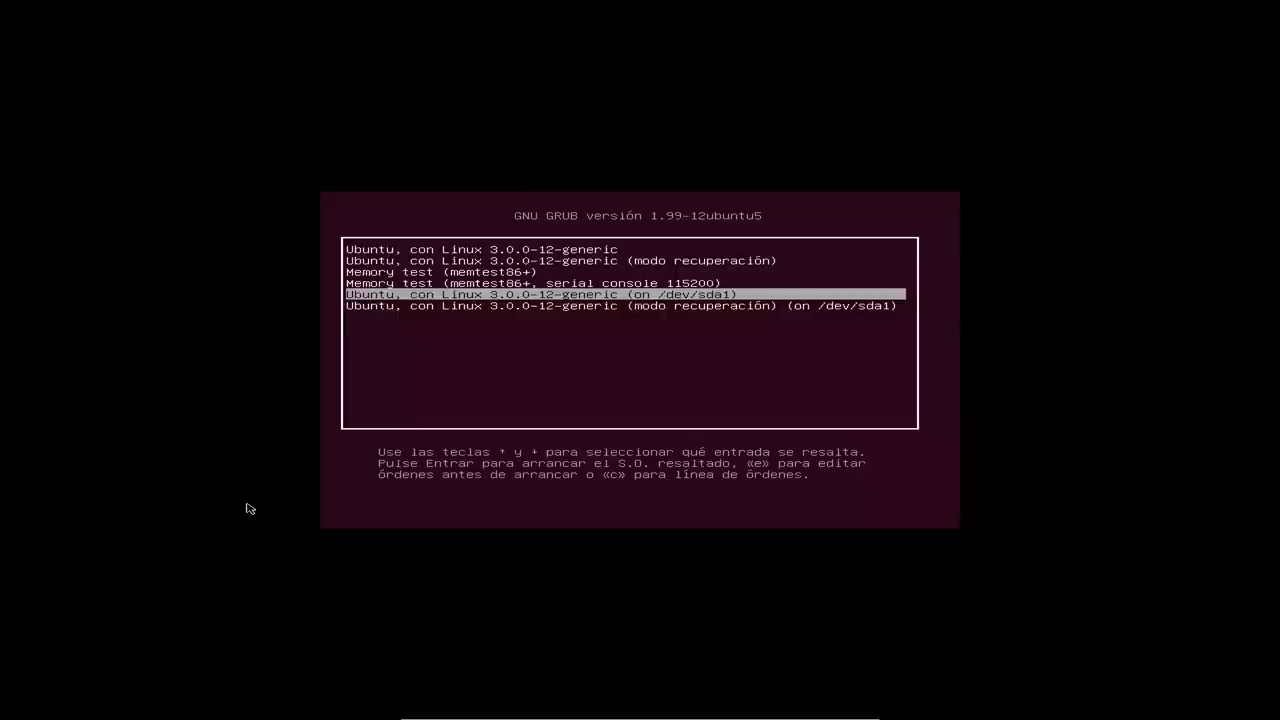 GNU GRUB versión 1.99-12ubuntu5
Ubuntu, con Linux 3.0.0-12-generic
Ubuntu, con Linux 3.0.0-12-generic (modo recuperación)
Memory test (memtest86+)
Memory test (memtest86+, serial console 115200)
Ubuntu, con Linux 3.0.0-12-generic (on /dev/sda1)
Ubuntu, con Linux 3.0.0-12-generic (modo recuperación) (on /dev/sda1)
Use las teclas ↑ y ↓ para seleccionar qué entrada se resalta.
Pulse Entrar para arrancar el S.O. resaltado, «e» para editar
órdenes antes de arrancar o «c» para línea de órdenes.